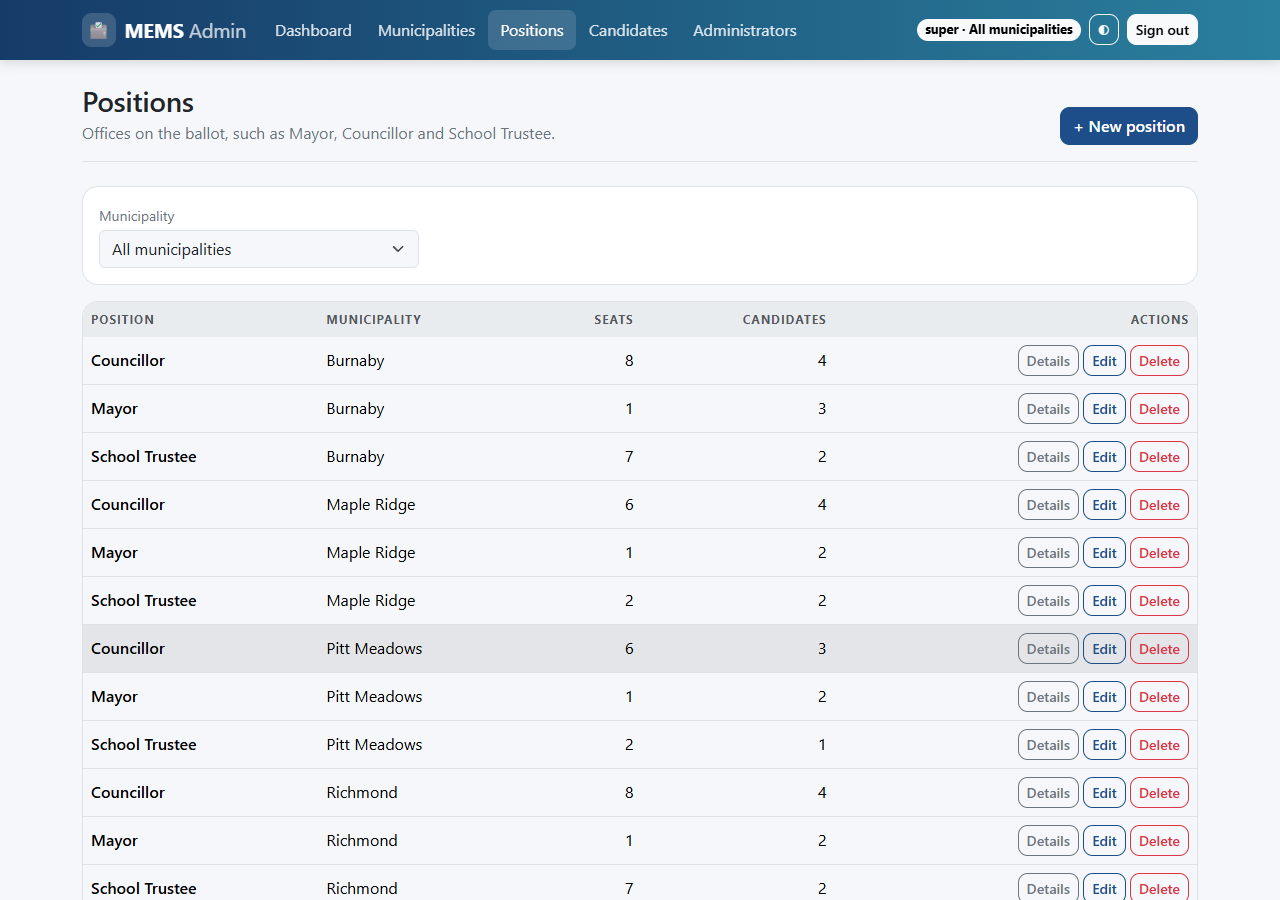 MEMS Admin Dashboard Municipalities Positions Candidates Administrators super · All municipalities Sign out
Positions
Offices on the ballot, such as Mayor, Councillor and School Trustee.
+ New position
Municipality
All municipalities
POSITION MUNICIPALITY SEATS CANDIDATES ACTIONS
Councillor Burnaby 8 4 Details Edit Delete
Mayor Burnaby 1 3 Details Edit Delete
School Trustee Burnaby 7 2 Details Edit Delete
Councillor Maple Ridge 6 4 Details Edit Delete
Mayor Maple Ridge 1 2 Details Edit Delete
School Trustee Maple Ridge 2 2 Details Edit Delete
Councillor Pitt Meadows 6 3 Details Edit Delete
Mayor Pitt Meadows 1 2 Details Edit Delete
School Trustee Pitt Meadows 2 1 Details Edit Delete
Councillor Richmond 8 4 Details Edit Delete
Mayor Richmond 1 2 Details Edit Delete
School Trustee Richmond 7 2 Details Edit Delete